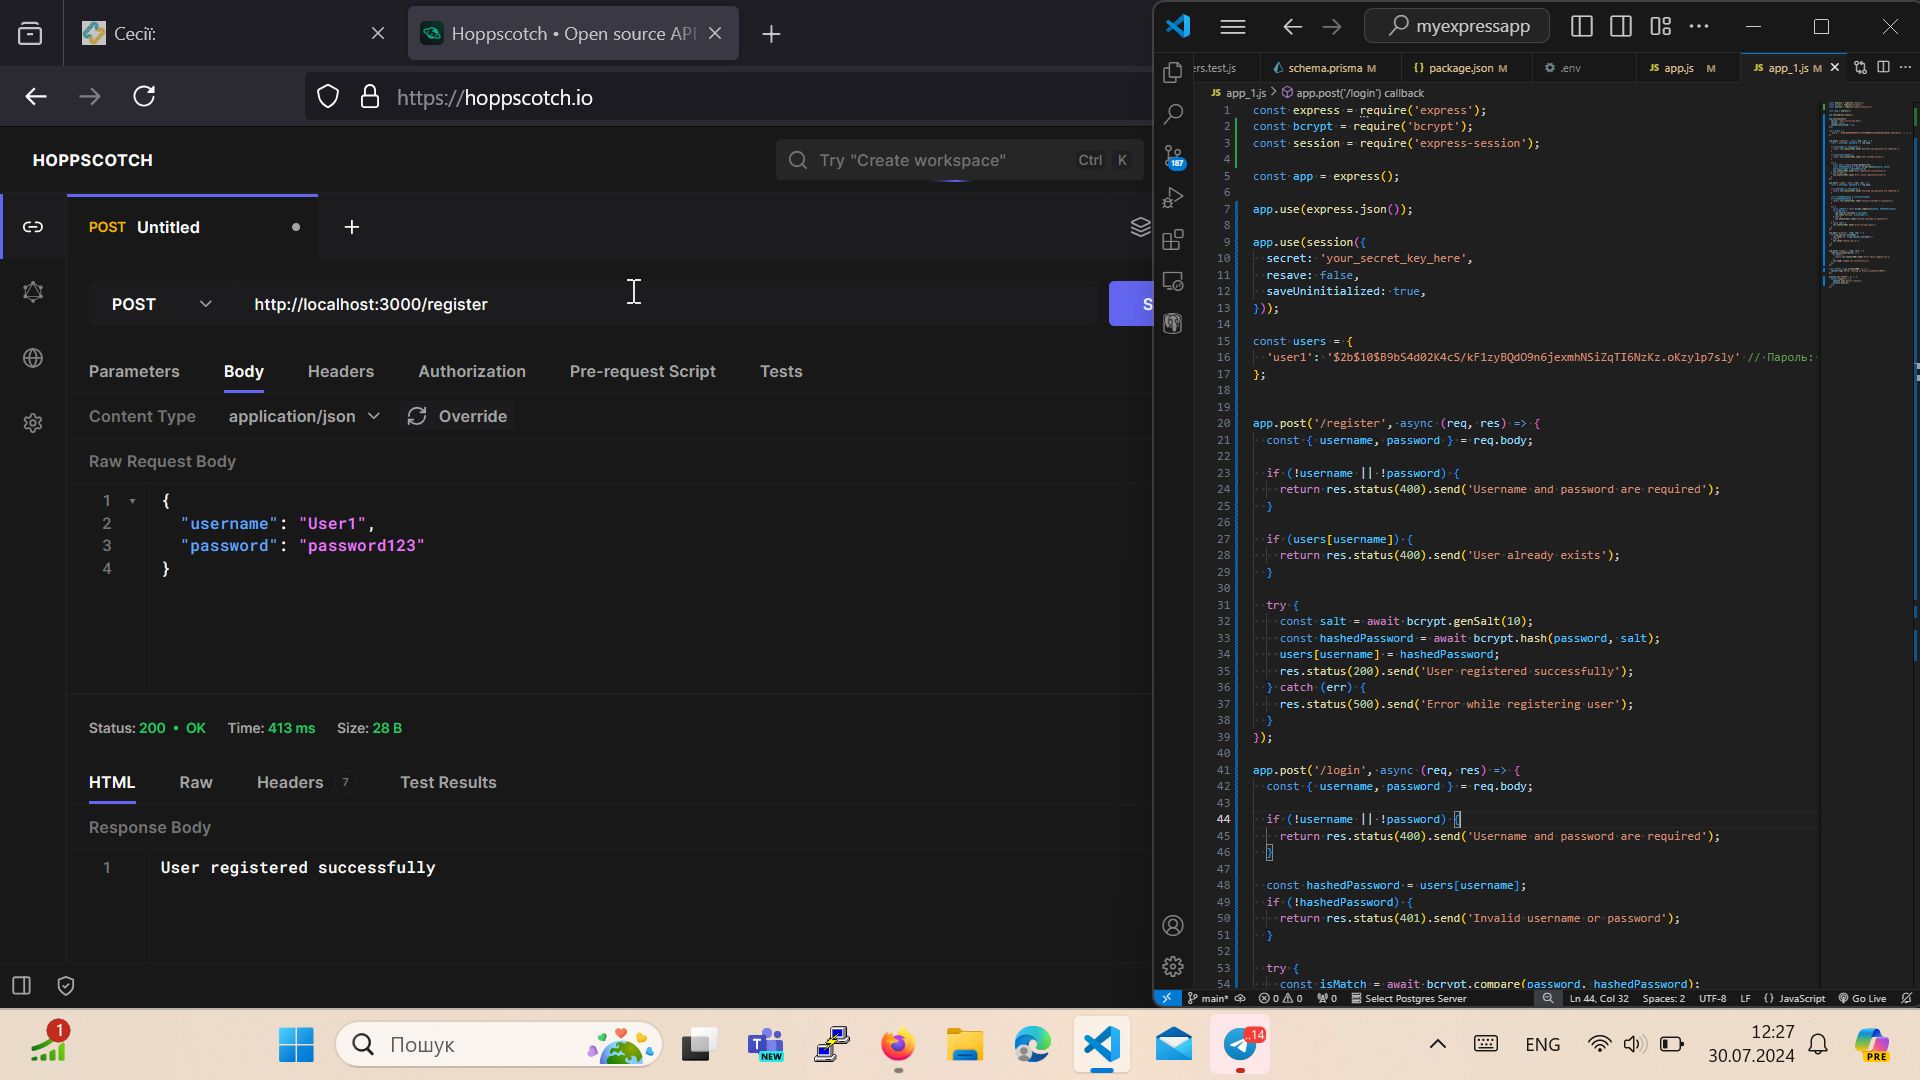 Сесії:
Hoppscotch • Open source API
https://hoppscotch.io
HOPPSCOTCH
Try "Create workspace"
Ctrl K
POST Untitled
POST
http://localhost:3000/register
S
Parameters
Body
Headers
Authorization
Pre-request Script
Tests
Content Type
application/json
Override
Raw Request Body
1 {
2 "username": "User1",
3 "password": "password123"
4 }
Status: 200 • OK Time: 413 ms Size: 28 B
HTML
Raw
Headers 7
Test Results
Response Body
1 User registered successfully
myexpressapp
ers.test.js
schema.prisma M
package.json M
.env
JS app.js M
JS app_1.js M
JS app_1.js > app.post('/login') callback
187
1 const express = require('express');
2 const bcrypt = require('bcrypt');
3 const session = require('express-session');
4
5 const app = express();
6
7 app.use(express.json());
8
9 app.use(session({
10 secret: 'your_secret_key_here',
11 resave: false,
12 saveUninitialized: true,
13 }));
14
15 const users = {
16 'user1': '$2b$10$B9bS4d02K4cS/kF1zyBQdO9n6jexmhNSiZqTI6NzKz.oKzylp7sly' // Пароль:
17 };
18
19
20 app.post('/register', async (req, res) => {
21 const { username, password } = req.body;
22
23 if (!username || !password) {
24 return res.status(400).send('Username and password are required');
25 }
26
27 if (users[username]) {
28 return res.status(400).send('User already exists');
29 }
30
31 try {
32 const salt = await bcrypt.genSalt(10);
33 const hashedPassword = await bcrypt.hash(password, salt);
34 users[username] = hashedPassword;
35 res.status(200).send('User registered successfully');
36 } catch (err) {
37 res.status(500).send('Error while registering user');
38 }
39 });
40
41 app.post('/login', async (req, res) => {
42 const { username, password } = req.body;
43
44 if (!username || !password) {
45 return res.status(400).send('Username and password are required');
46 }
47
48 const hashedPassword = users[username];
49 if (!hashedPassword) {
50 return res.status(401).send('Invalid username or password');
51 }
52
53 try {
54 const isMatch = await bcrypt.compare(password, hashedPassword);
main* 0 0 0 Select Postgres Server
Ln 44, Col 32 Spaces: 2 UTF-8 LF {} JavaScript Go Live
1
Пошук
NEW
14
ENG
12:27
30.07.2024
PRE